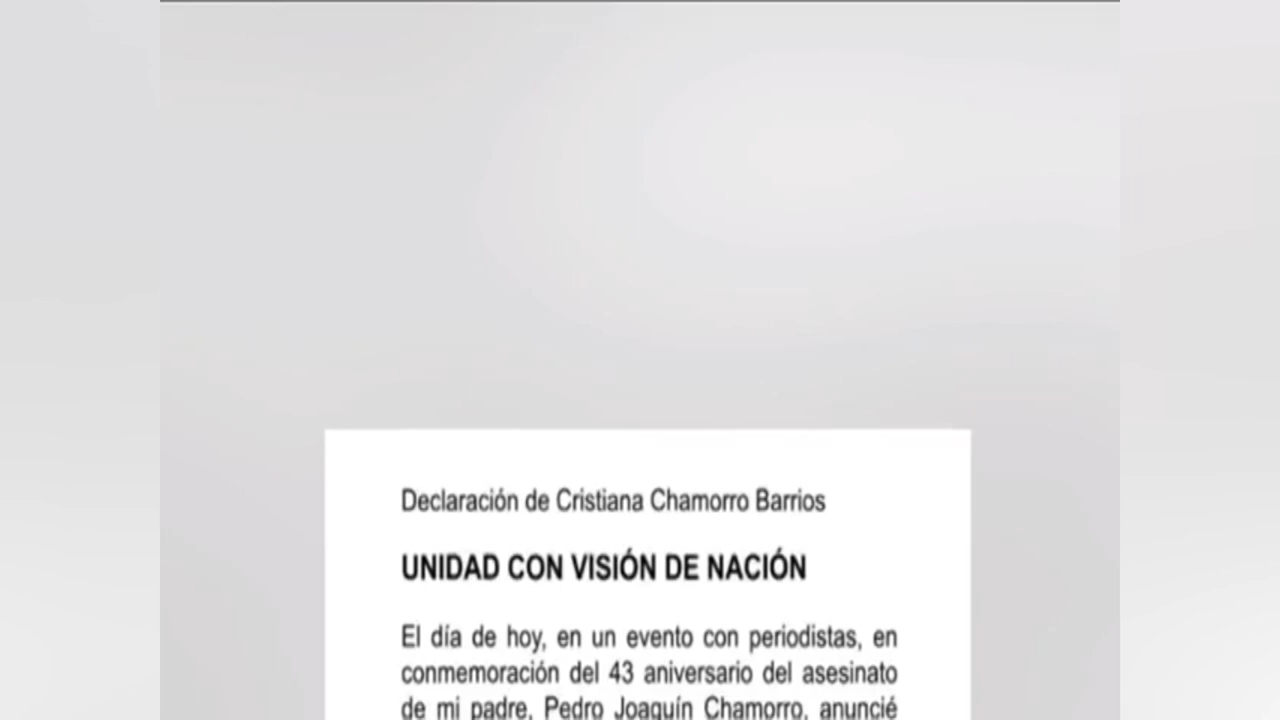 Declaración de Cristiana Chamorro Barrios
UNIDAD CON VISIÓN DE NACIÓN
El día de hoy, en un evento con periodistas, en
conmemoración del 43 aniversario del asesinato
de mi padre, Pedro Joaquín Chamorro, anuncié